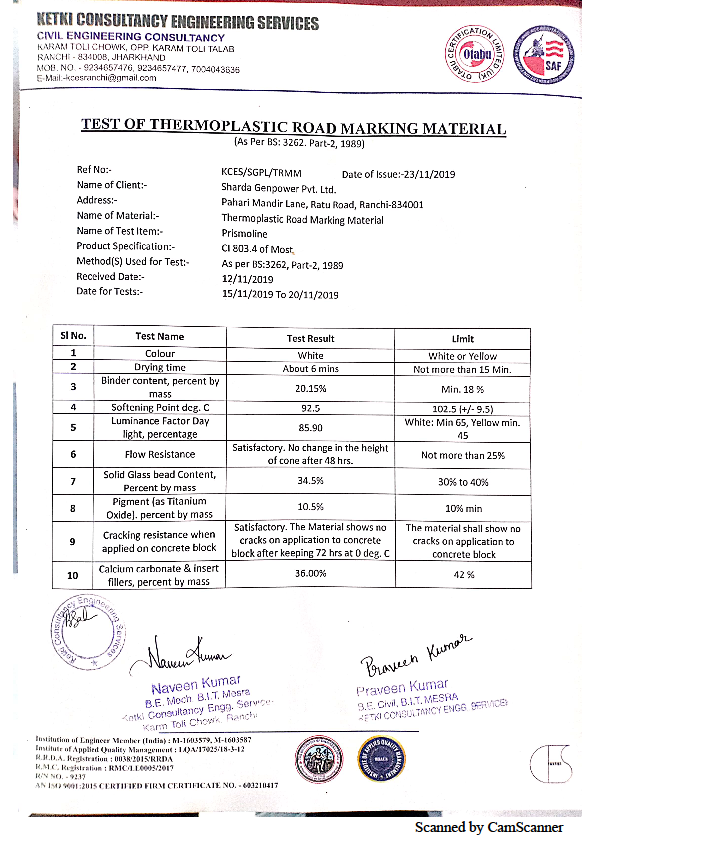 KETKI CONSULTANCY ENGINEERING SERVICES
CIVIL ENGINEERING CONSULTANCY
KARAM TOLI CHOWK, OPP. KARAM TOLI TALAB
RANCHI - 834008, JHARKHAND
MOB. NO. - 9234657476, 9234657477, 7004043636
E-Mail:-kcesranchi@gmail.com
OTABU CERTIFICATION LIMITED (UK)
Otabu
SAF
TEST OF THERMOPLASTIC ROAD MARKING MATERIAL
(As Per BS: 3262. Part-2, 1989)
Ref No:- KCES/SGPL/TRMM Date of Issue:-23/11/2019
Name of Client:- Sharda Genpower Pvt. Ltd.
Address:- Pahari Mandir Lane, Ratu Road, Ranchi-834001
Name of Material:- Thermoplastic Road Marking Material
Name of Test Item:- Prismoline
Product Specification:- CI 803.4 of Most.
Method(S) Used for Test:- As per BS:3262, Part-2, 1989
Received Date:- 12/11/2019
Date for Tests:- 15/11/2019 To 20/11/2019
Sl No. Test Name Test Result Limit
1 Colour White White or Yellow
2 Drying time About 6 mins Not more than 15 Min.
3 Binder content, percent by mass 20.15% Min. 18 %
4 Softening Point deg. C 92.5 102.5 (+/- 9.5)
5 Luminance Factor Day light, percentage 85.90 White: Min 65, Yellow min. 45
6 Flow Resistance Satisfactory. No change in the height of cone after 48 hrs. Not more than 25%
7 Solid Glass bead Content, Percent by mass 34.5% 30% to 40%
8 Pigment (as Titanium Oxide). percent by mass 10.5% 10% min
9 Cracking resistance when applied on concrete block Satisfactory. The Material shows no cracks on application to concrete block after keeping 72 hrs at 0 deg. C The material shall show no cracks on application to concrete block
10 Calcium carbonate & insert fillers, percent by mass 36.00% 42 %
Ketki Consultancy Engineering Services
Naveen Kumar
Praveen Kumar
Naveen Kumar
B.E. Mech. B.I.T, Mesra
Ketki Consultancy Engg. Services
Karm Toli Chowk, Ranchi
Praveen Kumar
B.E. Civil, B.I.T, MESRA
KETKI CONSULTANCY ENGG. SERVICES
Institution of Engineer Member (India) : M-1603579, M-1603587
Institute of Applied Quality Management : I.QA/17025/18-3-12
R.R.D.A. Registration : 0038/2015/RRDA
R.M.C. Registration : RMC/LL0005/2017
R/N NO. - 9237
AN ISO 9001:2015 CERTIFIED FIRM CERTIFICATE NO. - 603210417
Scanned by CamScanner